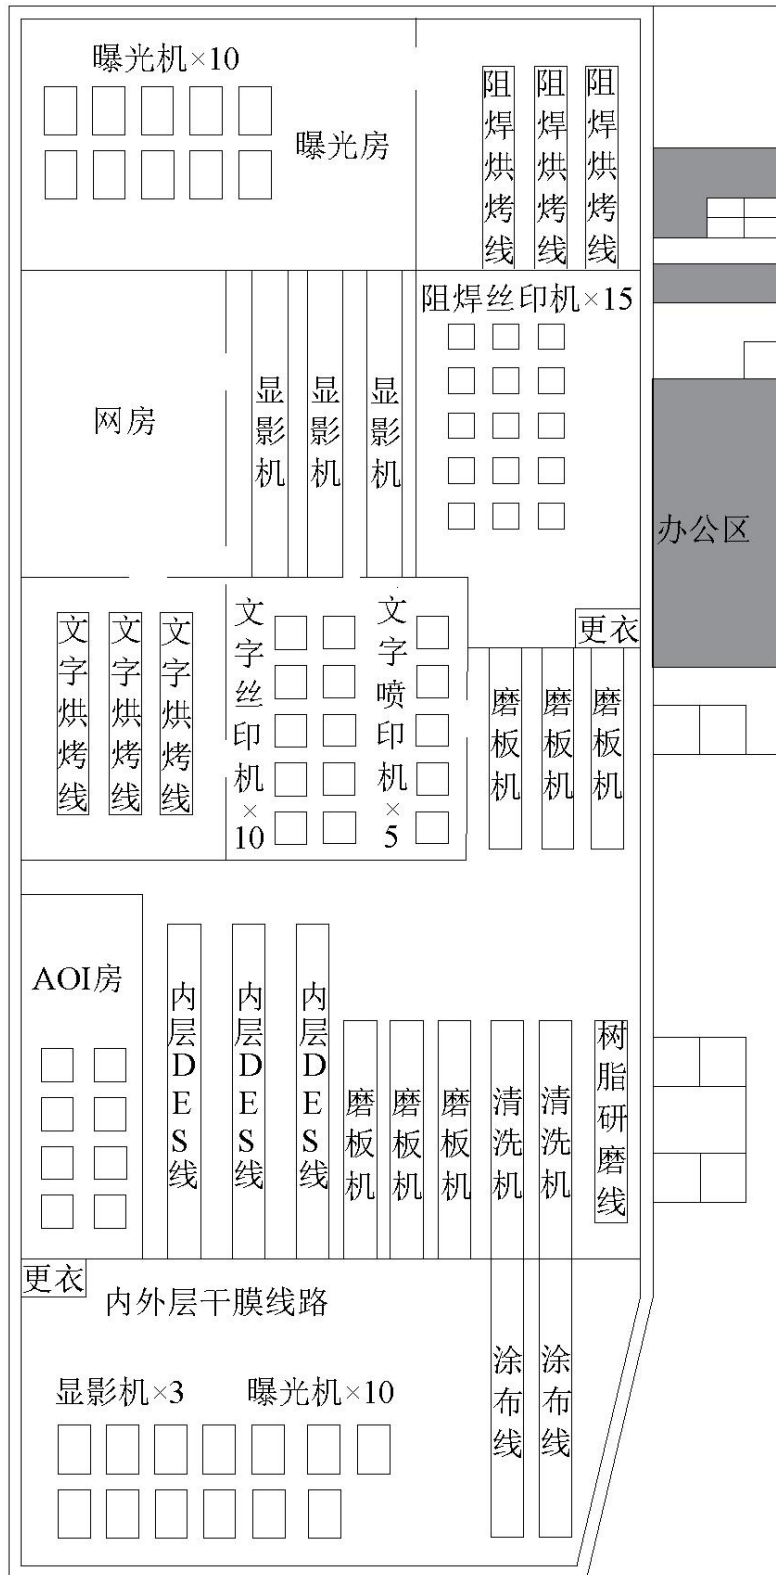 曝光机×10
曝光房
阻焊烘烤线
阻焊烘烤线
阻焊烘烤线
网房
显影机
显影机
显影机
阻焊丝印机×15
办公区
更衣
文字烘烤线
文字烘烤线
文字烘烤线
文字丝印机×10
文字喷印机×5
磨板机
磨板机
磨板机
AOI房
内层DES线
内层DES线
内层DES线
磨板机
磨板机
磨板机
清洗机
清洗机
树脂研磨线
更衣
内外层干膜线路
显影机×3
曝光机×10
涂布线
涂布线